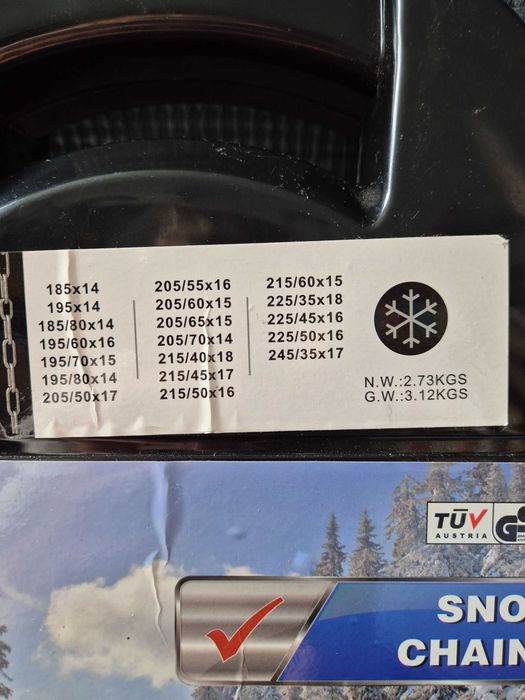 185x14
195x14
185/80x14
195/60x16
195/70x15
195/80x14
205/50x17
205/55x16
205/60x15
205/65x15
205/70x14
215/40x18
215/45x17
215/50x16
215/60x15
225/35x18
225/45x16
225/50x16
245/35x17
N.W.:2.73KGS
G.W.:3.12KGS
TÜV
AUSTRIA
GS
SNO
CHAIN